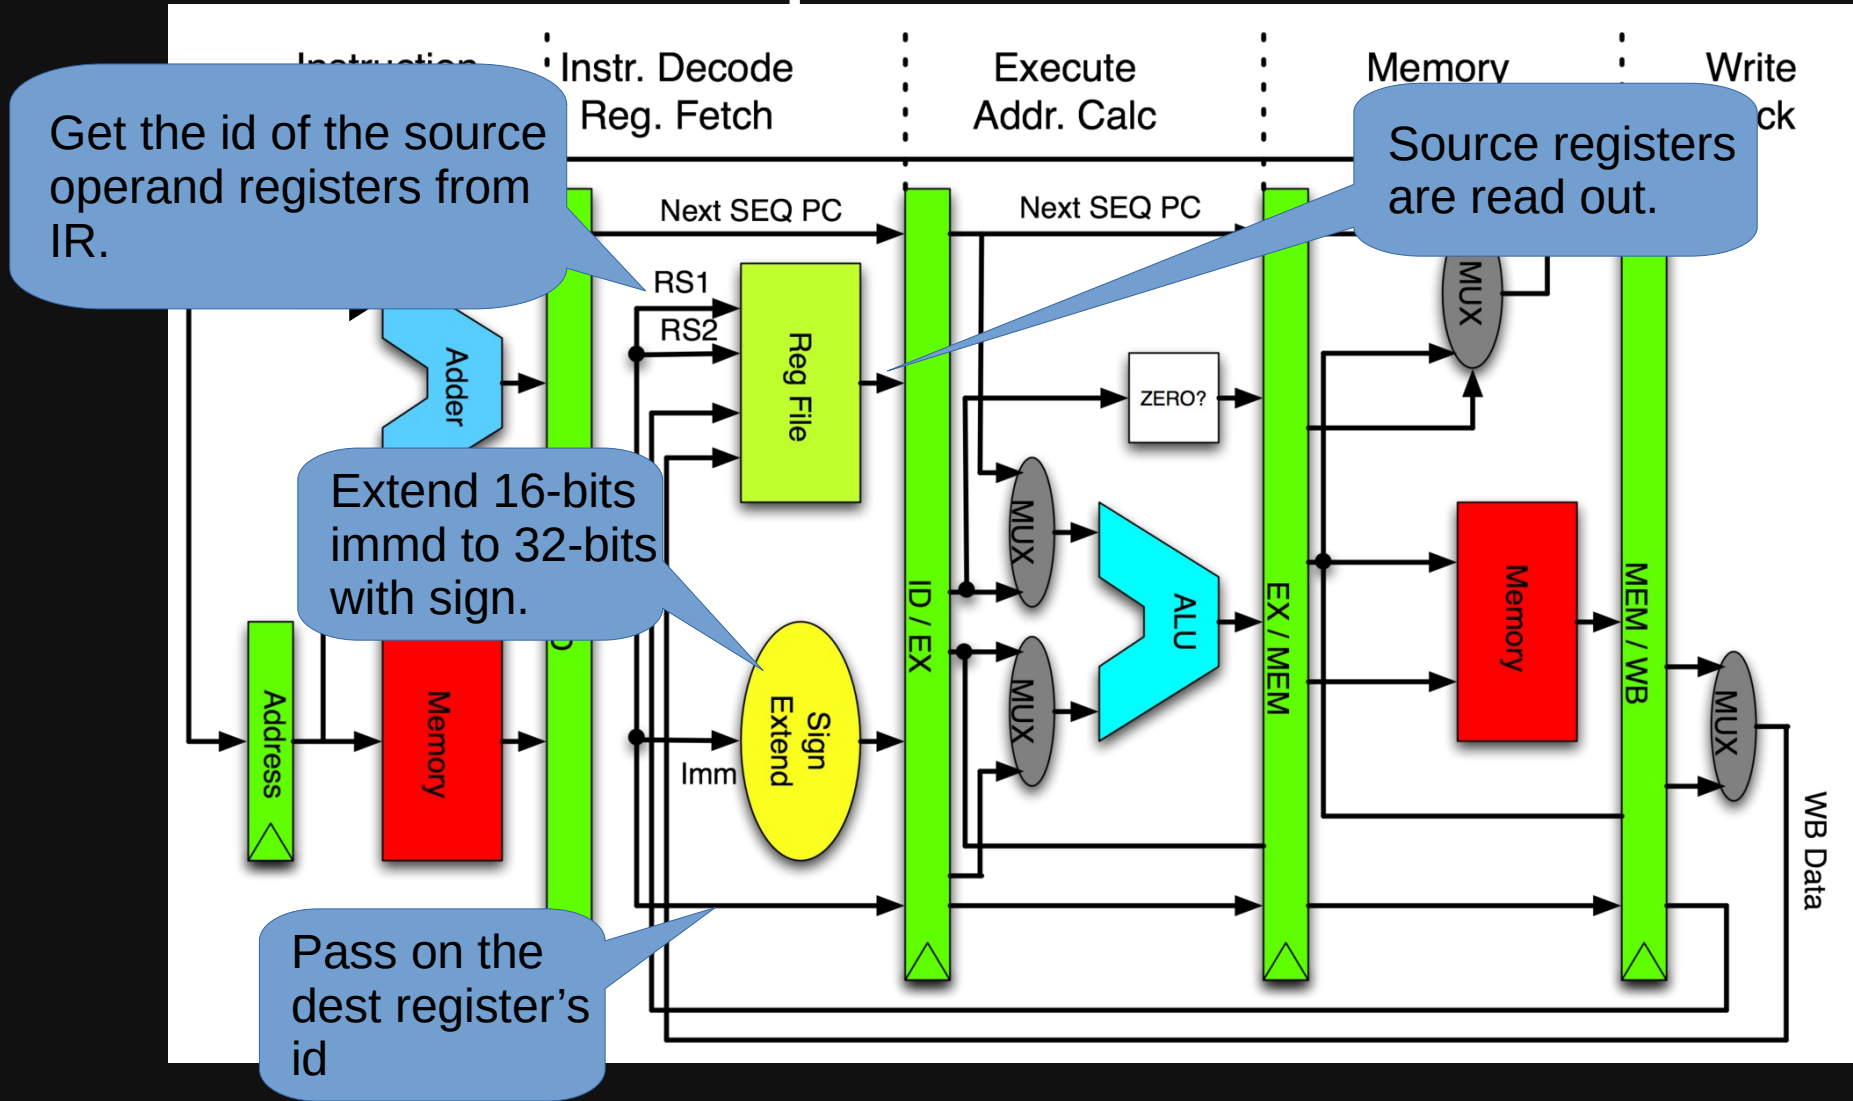 Instruction
Instr. Decode
Reg. Fetch
Execute
Addr. Calc
Memory
Write
ck
Get the id of the source
operand registers from
IR.
Source registers
are read out.
Next SEQ PC
Next SEQ PC
RS1
RS2
Reg File
Adder
ZERO?
MUX
MUX
MUX
MUX
ALU
Extend 16-bits
immd to 32-bits
with sign.
D
ID / EX
EX / MEM
MEM / WB
Memory
Address
Memory
Sign
Extend
Imm
WB Data
Pass on the
dest register’s
id